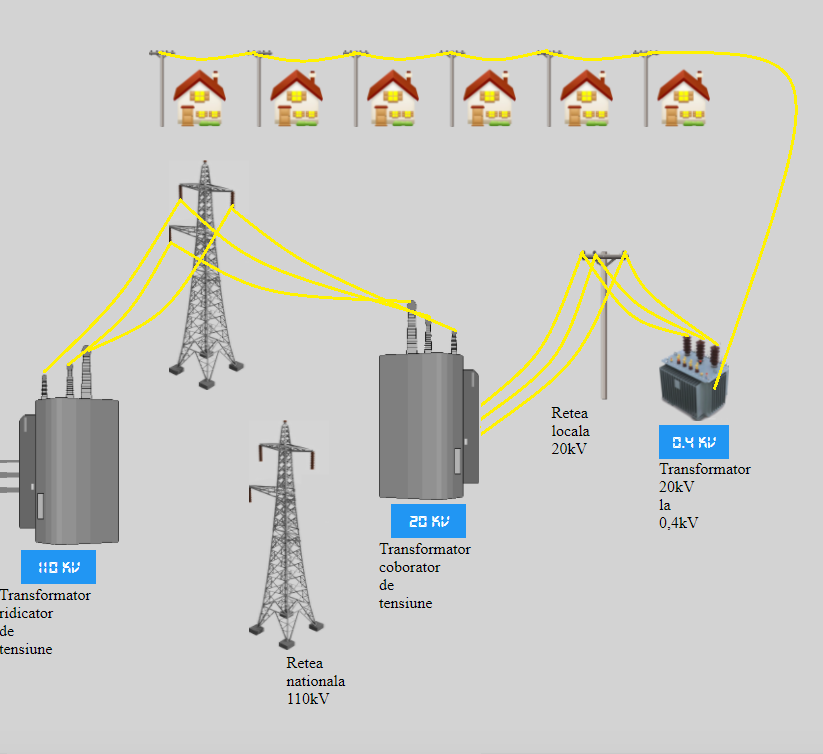 Retea
locala
20kV
0.4 KV
Transformator
20kV
la
0,4kV
20 KV
Transformator
coborator
de
tensiune
110 KV
Transformator
ridicator
de
tensiune
Retea
nationala
110kV